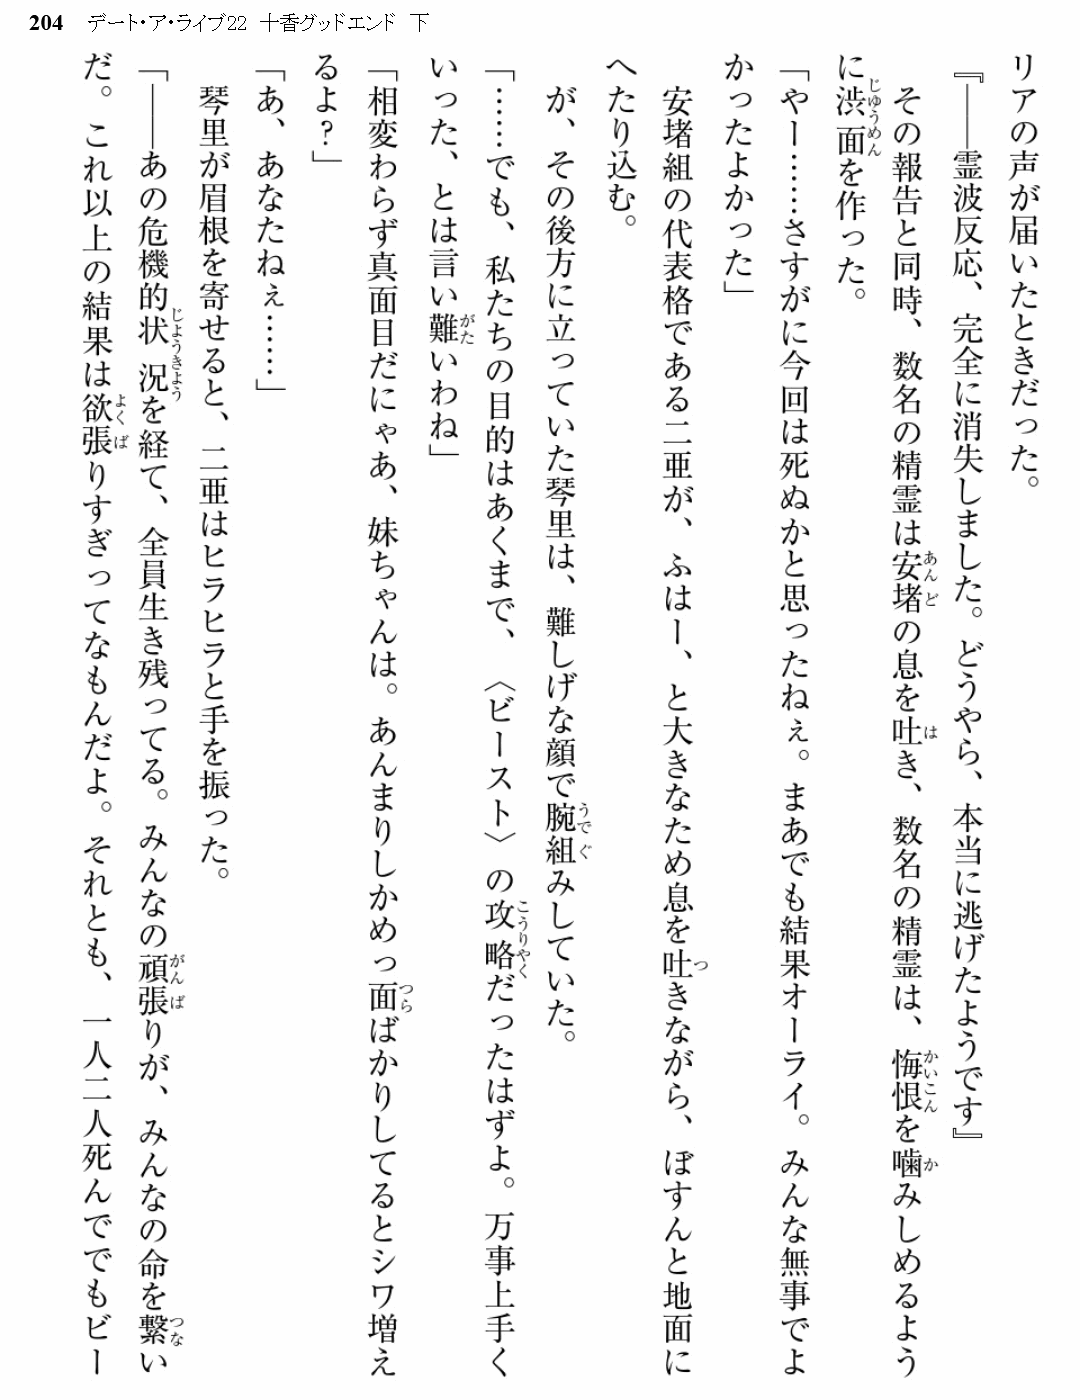 204 デート・ア・ライブ22 十香グッドエンド 下
リアの声が届いたときだった。
『――霊波反応、完全に消失しました。どうやら、本当に逃げたようです』
その報告と同時、数名の精霊は安堵の息を吐き、数名の精霊は、悔恨を噛みしめるよう
に渋面を作った。
「やー……さすがに今回は死ぬかと思ったねぇ。まあでも結果オーライ。みんな無事でよ
かったよかった」
安堵組の代表格である二亜が、ふはー、と大きなため息を吐きながら、ぼすんと地面に
へたり込む。
が、その後方に立っていた琴里は、難しげな顔で腕組みしていた。
「……でも、私たちの目的はあくまで、〈ビースト〉の攻略だったはずよ。万事上手く
いった、とは言い難いわね」
「相変わらず真面目だにゃあ、妹ちゃんは。あんまりしかめっ面ばかりしてるとシワ増え
るよ?」
「あ、あなたねぇ……」
琴里が眉根を寄せると、二亜はヒラヒラと手を振った。
「――あの危機的状況を経て、全員生き残ってる。みんなの頑張りが、みんなの命を繋い
だ。これ以上の結果は欲張りすぎってなもんだよ。それとも、一人二人死んででもビー